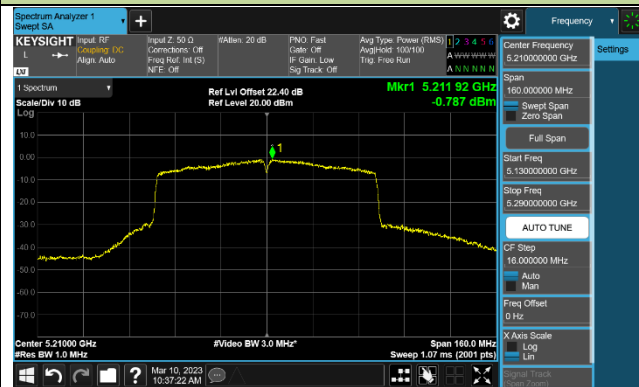 Spectrum Analyzer 1
Swept SA
Frequency
KEYSIGHT
Input: RF
Input Z: 50 Ω
#Atten: 20 dB
PNO: Fast
Avg Type: Power (RMS)
1 2 3 4 5 6
L
Coupling: DC
Corrections: Off
Gate: Off
Avg|Hold: 100/100
A W W W W W
Align: Auto
Freq Ref: Int (S)
IF Gain: Low
Trig: Free Run
NFE: Off
Sig Track: Off
A N N N N N
LXI
1 Spectrum
Ref Lvl Offset 22.40 dB
Mkr1 5.211 92 GHz
Scale/Div 10 dB
Ref Level 20.00 dBm
-0.787 dBm
Log
1
10.0
0.00
-10.0
-20.0
-30.0
-40.0
-50.0
-60.0
-70.0
Center 5.21000 GHz
#Video BW 3.0 MHz*
Span 160.0 MHz
#Res BW 1.0 MHz
Sweep 1.07 ms (2001 pts)
Center Frequency
5.210000000 GHz
Settings
Span
160.000000 MHz
Swept Span
Zero Span
Full Span
Start Freq
5.130000000 GHz
Stop Freq
5.290000000 GHz
AUTO TUNE
CF Step
16.000000 MHz
Auto
Man
Freq Offset
0 Hz
X Axis Scale
Log
Lin
Signal Track
(Span Zoom)
Mar 10, 2023
10:37:22 AM